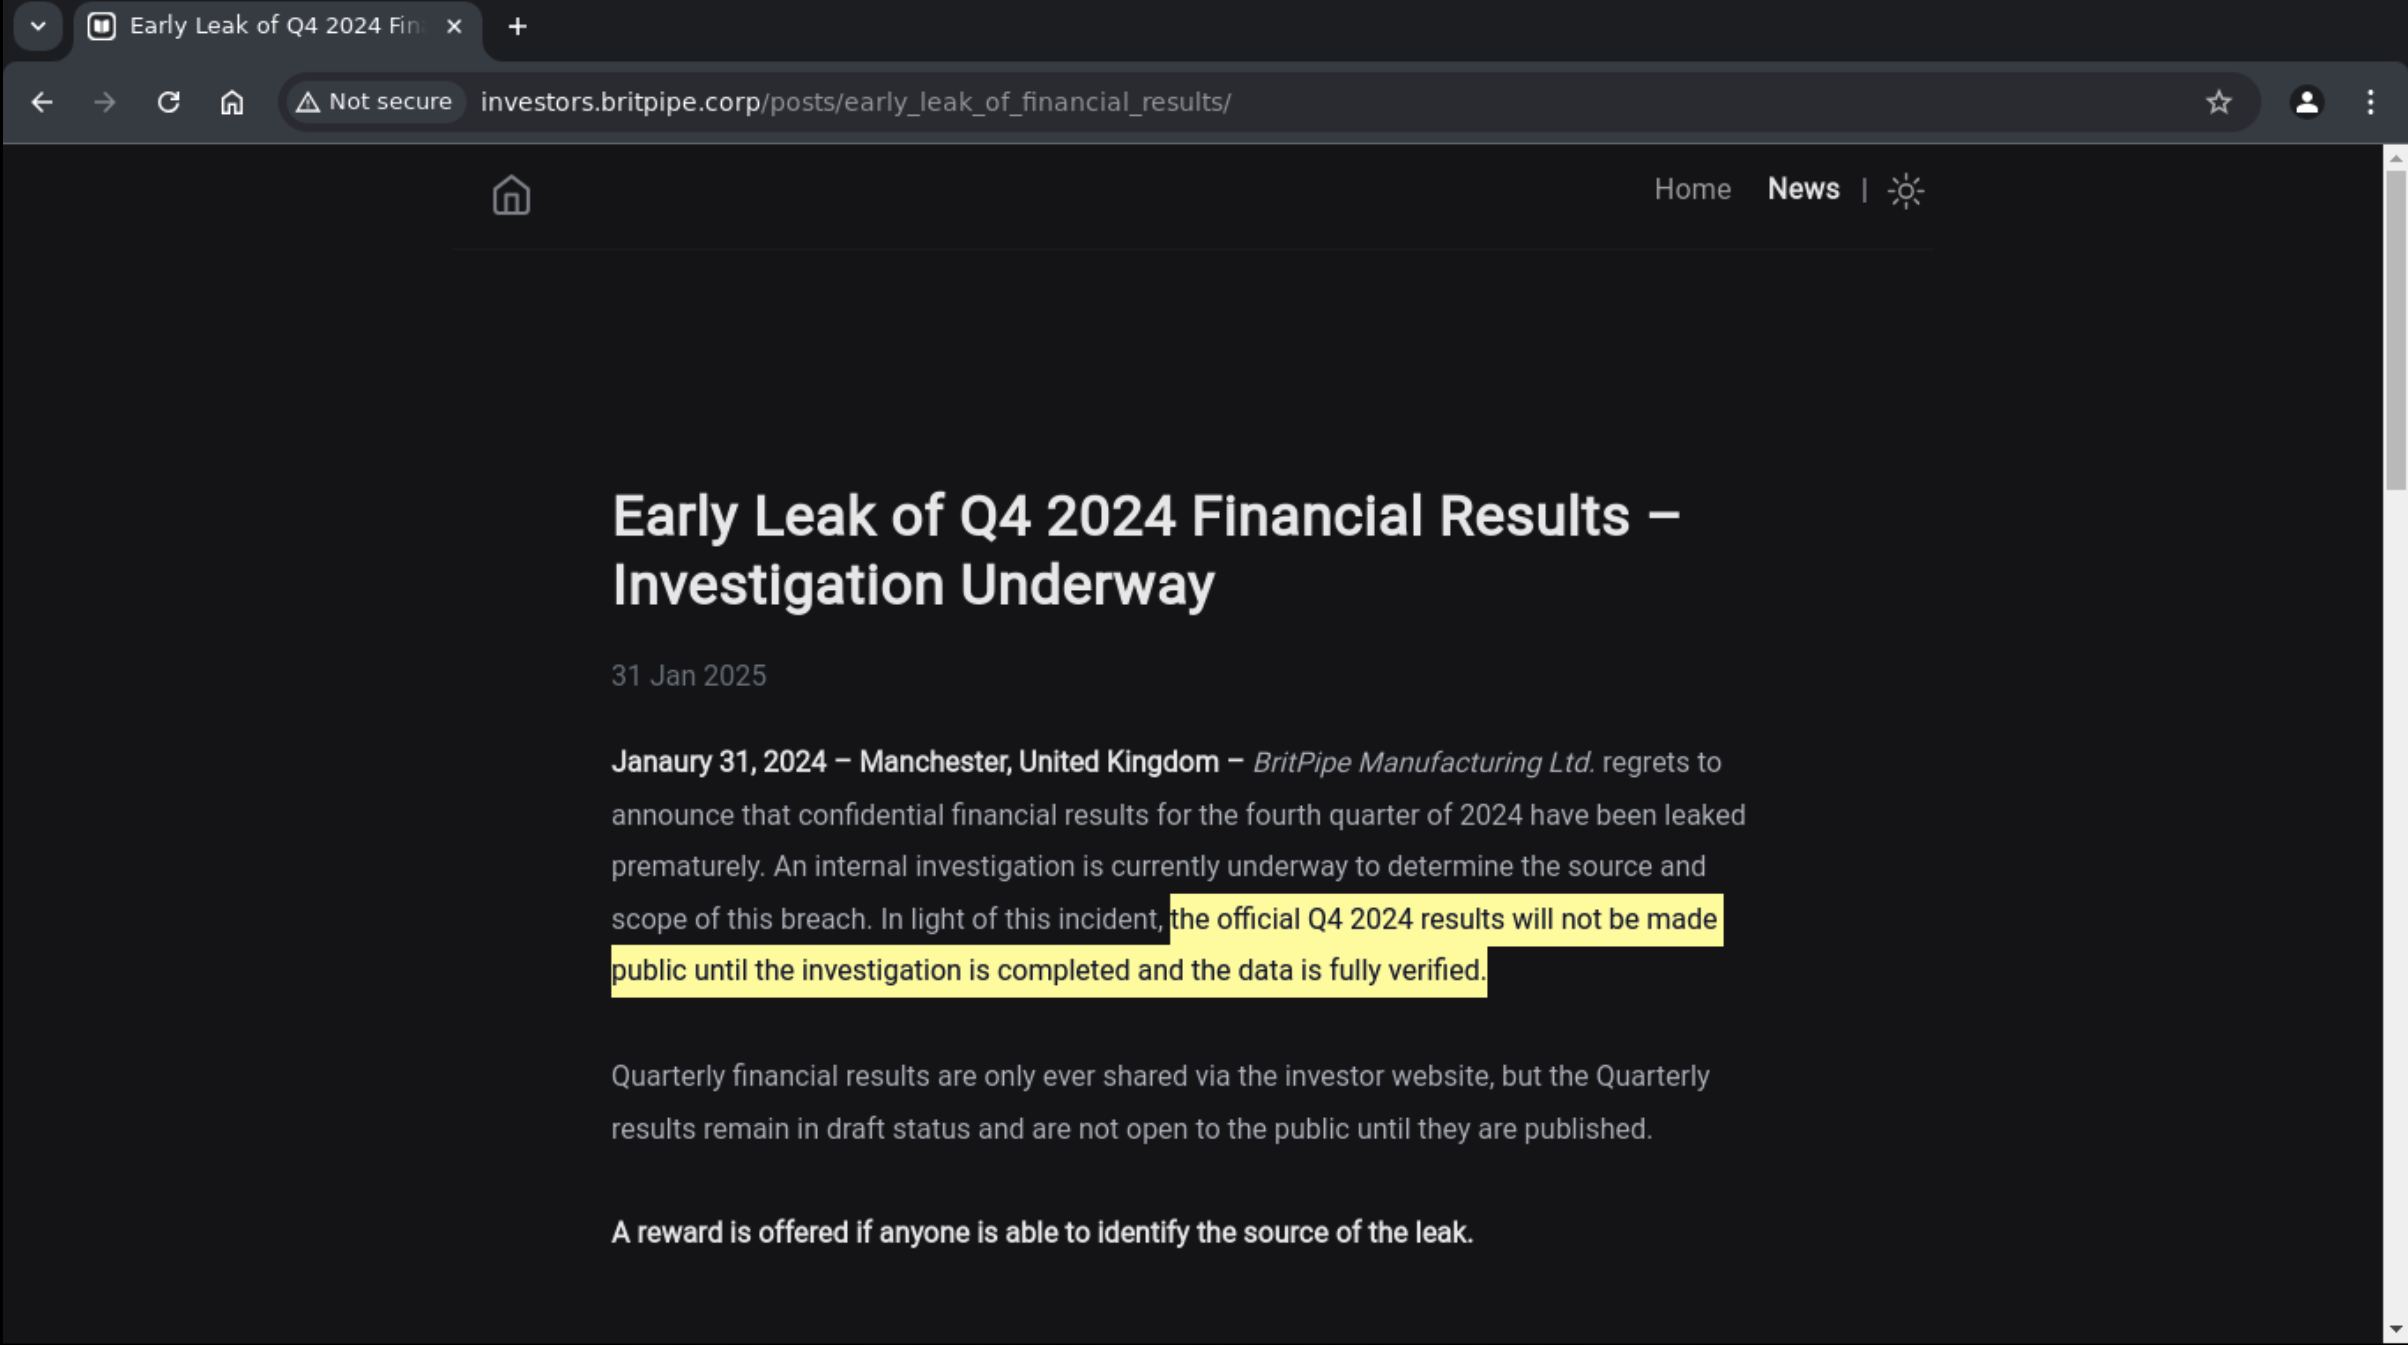 Early Leak of Q4 2024 Fin
Not secure
investors.britpipe.corp/posts/early_leak_of_financial_results/
Home News |
Early Leak of Q4 2024 Financial Results –
Investigation Underway
31 Jan 2025
Janaury 31, 2024 – Manchester, United Kingdom – BritPipe Manufacturing Ltd. regrets to
announce that confidential financial results for the fourth quarter of 2024 have been leaked
prematurely. An internal investigation is currently underway to determine the source and
scope of this breach. In light of this incident, the official Q4 2024 results will not be made
public until the investigation is completed and the data is fully verified.
Quarterly financial results are only ever shared via the investor website, but the Quarterly
results remain in draft status and are not open to the public until they are published.
A reward is offered if anyone is able to identify the source of the leak.